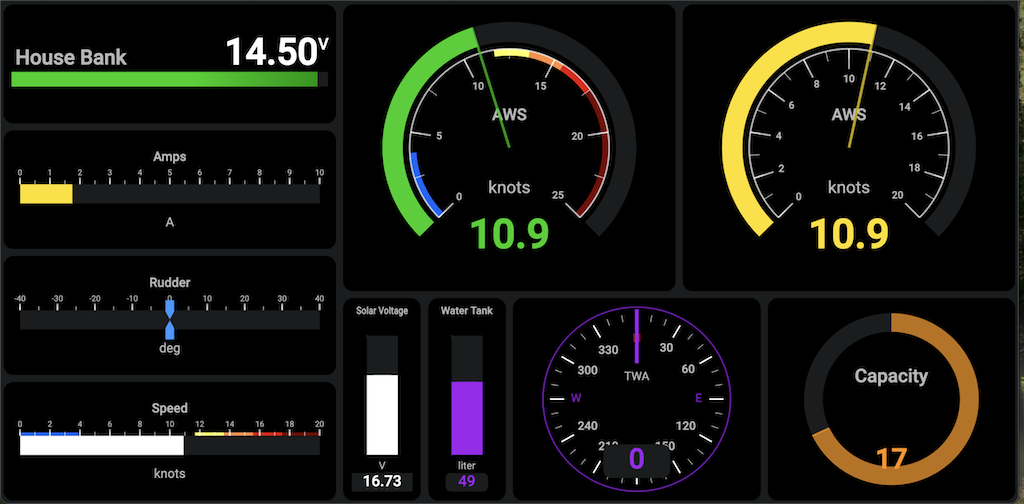 House Bank 14.50 V
Amps
0 1 2 3 4 5 6 7 8 9 10
A
Rudder
-40 -30 -20 -10 0 10 20 30 40
deg
Speed
0 2 4 6 8 10 12 14 16 18 20
knots
AWS
0 5 10 15 20 25
knots
10.9
AWS
0 2 4 6 8 10 12 14 16 18 20
knots
10.9
Solar Voltage
V
16.73
Water Tank
liter
49
330 30
300 60
TWA
W E
240 120
210 150
0
Capacity
17